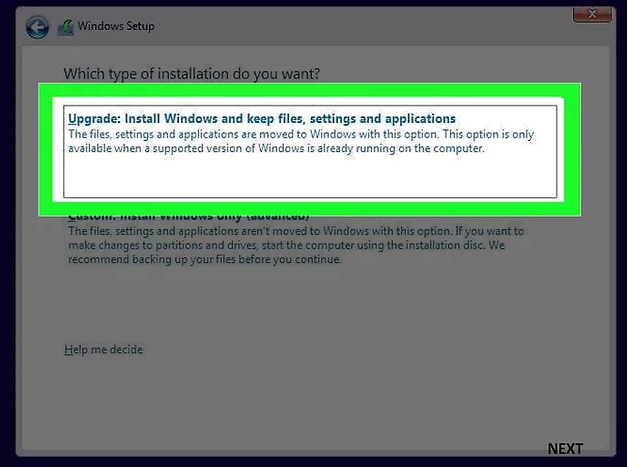 Windows Setup
Which type of installation do you want?
Upgrade: Install Windows and keep files, settings and applications
The files, settings and applications are moved to Windows with this option. This option is only
available when a supported version of Windows is already running on the computer.
Custom: Install Windows only (advanced)
The files, settings and applications aren't moved to Windows with this option. If you want to
make changes to partitions and drives, start the computer using the installation disc. We
recommend backing up your files before you continue.
Help me decide
NEXT